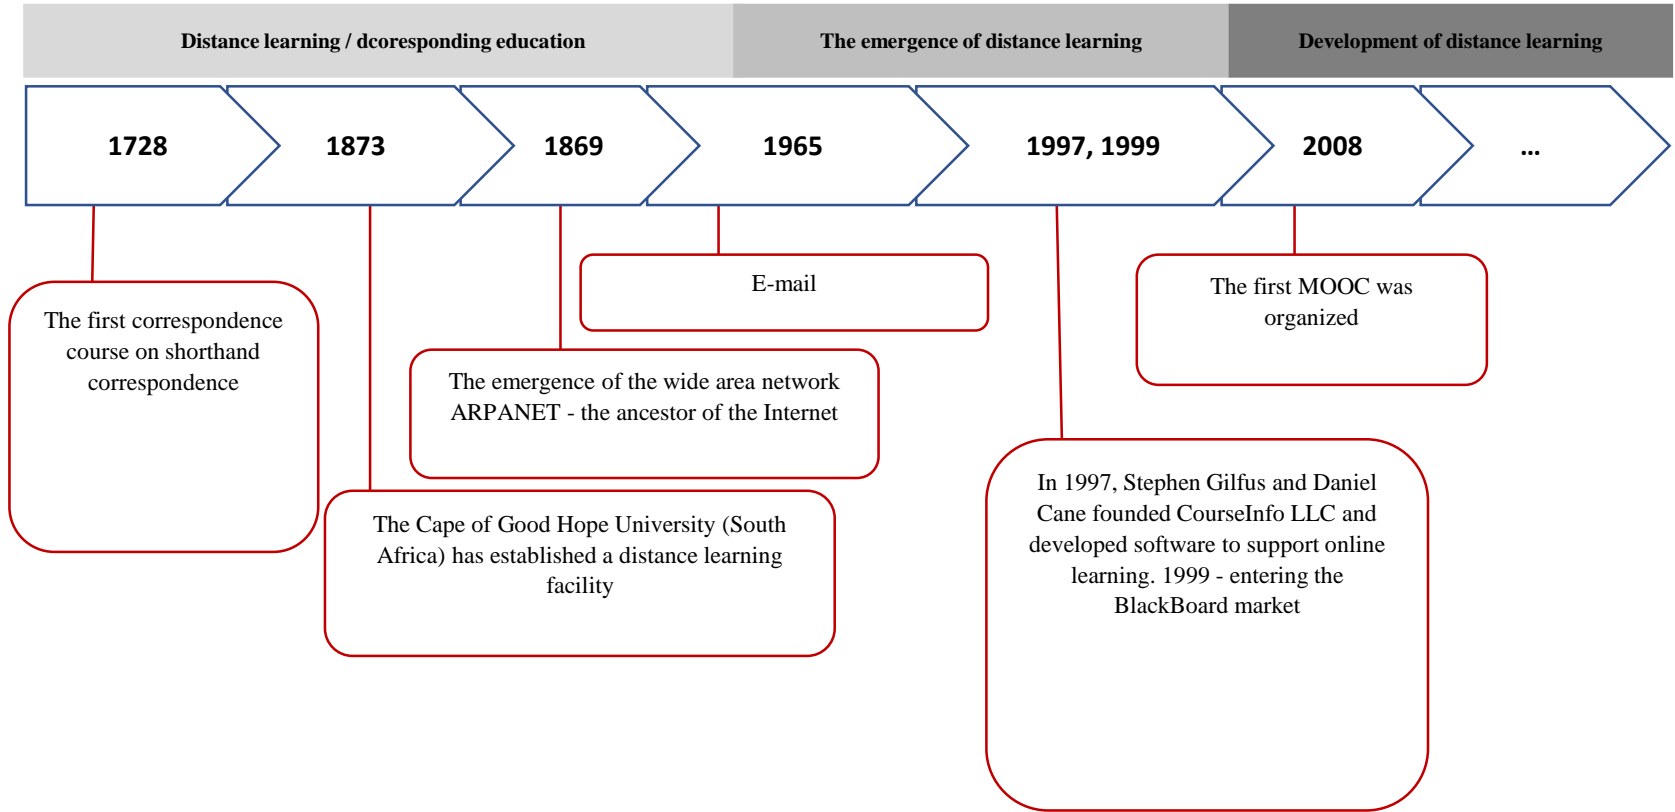 Distance learning / dcoresponding education
The emergence of distance learning
Development of distance learning
1728
1873
1869
1965
1997, 1999
2008
...
E-mail
The first MOOC was
organized
The first correspondence
course on shorthand
correspondence
The emergence of the wide area network
ARPANET - the ancestor of the Internet
In 1997, Stephen Gilfus and Daniel
Cane founded CourseInfo LLC and
developed software to support online
learning. 1999 - entering the
BlackBoard market
The Cape of Good Hope University (South
Africa) has established a distance learning
facility